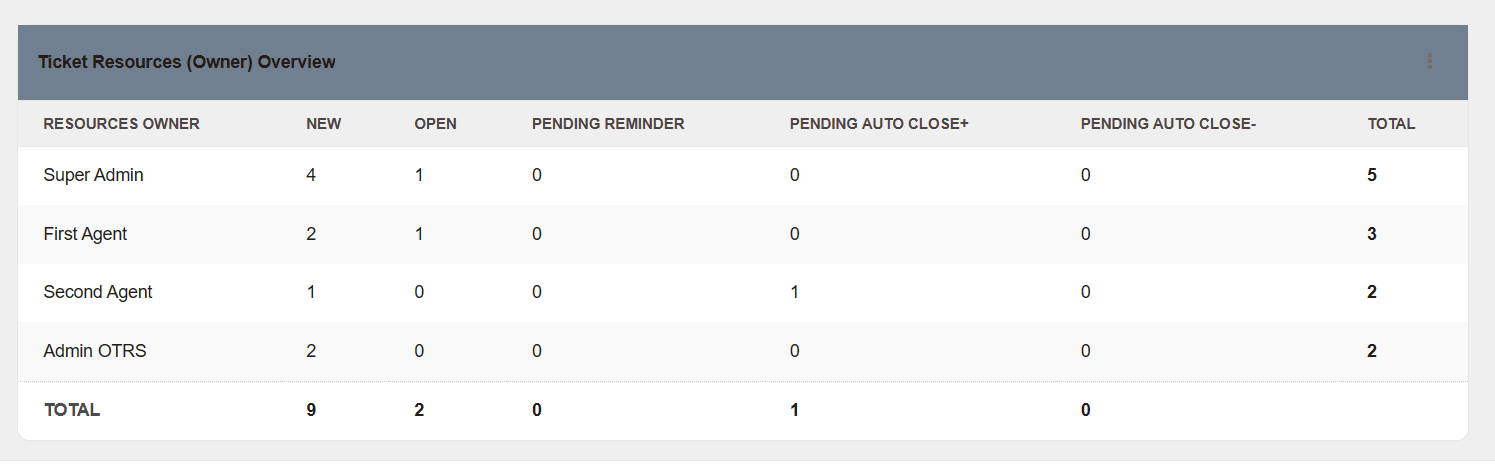 Ticket Resources (Owner) Overview
RESOURCES OWNER NEW OPEN PENDING REMINDER PENDING AUTO CLOSE+ PENDING AUTO CLOSE- TOTAL
Super Admin 4 1 0 0 0 5
First Agent 2 1 0 0 0 3
Second Agent 1 0 0 1 0 2
Admin OTRS 2 0 0 0 0 2
TOTAL 9 2 0 1 0